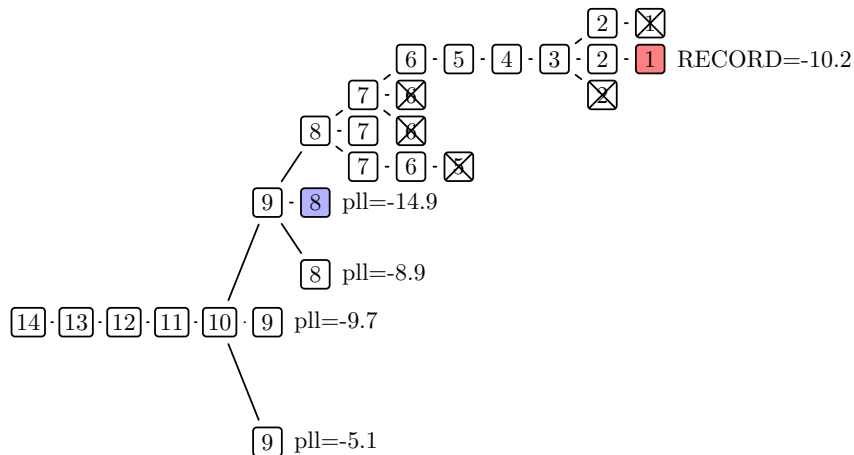 2 1
6 5 4 3 2 1 RECORD=-10.2
7 6 2
8 7 6
7 6 5
9 8 pll=-14.9
8 pll=-8.9
14 13 12 11 10 9 pll=-9.7
9 pll=-5.1